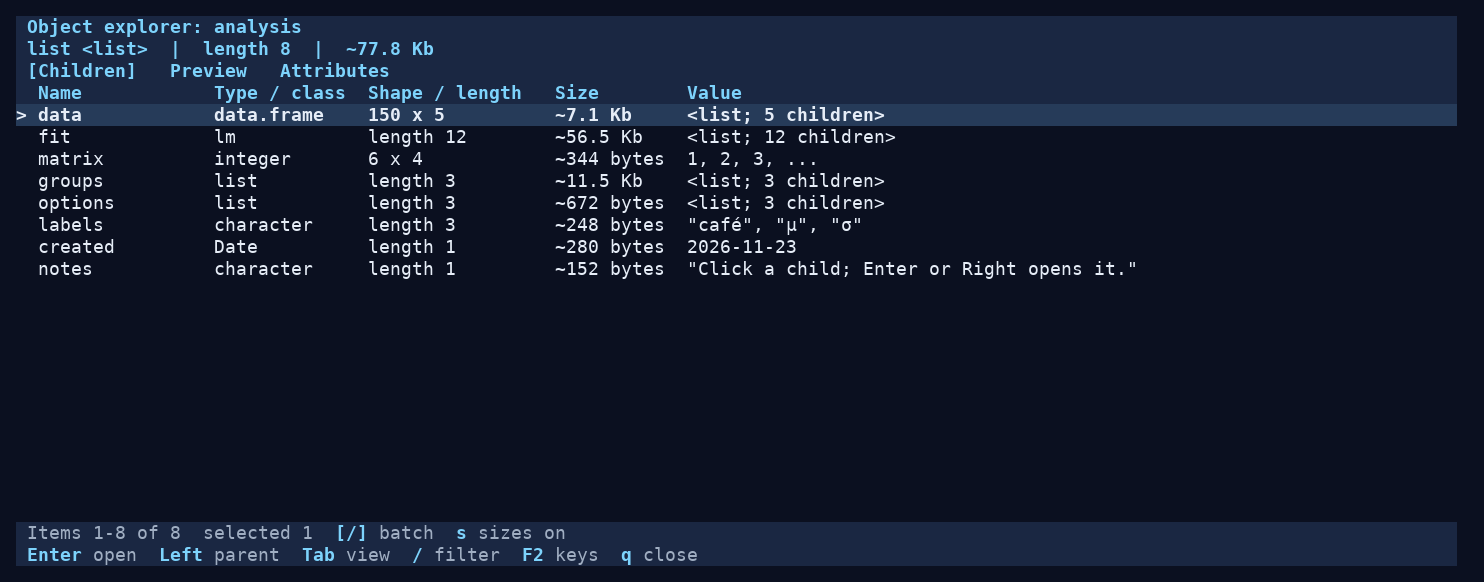 Object explorer: analysis
list <list>  |  length 8  |  ~77.8 Kb
[Children]   Preview   Attributes
Name            Type / class  Shape / length   Size        Value
> data            data.frame    150 x 5          ~7.1 Kb     <list; 5 children>
fit             lm            length 12        ~56.5 Kb    <list; 12 children>
matrix          integer       6 x 4            ~344 bytes  1, 2, 3, ...
groups          list          length 3         ~11.5 Kb    <list; 3 children>
options         list          length 3         ~672 bytes  <list; 3 children>
labels          character     length 3         ~248 bytes  "café", "µ", "σ"
created         Date          length 1         ~280 bytes  2026-11-23
notes           character     length 1         ~152 bytes  "Click a child; Enter or Right opens it."
Items 1-8 of 8  selected 1  [/] batch  s sizes on
Enter open  Left parent  Tab view  / filter  F2 keys  q close